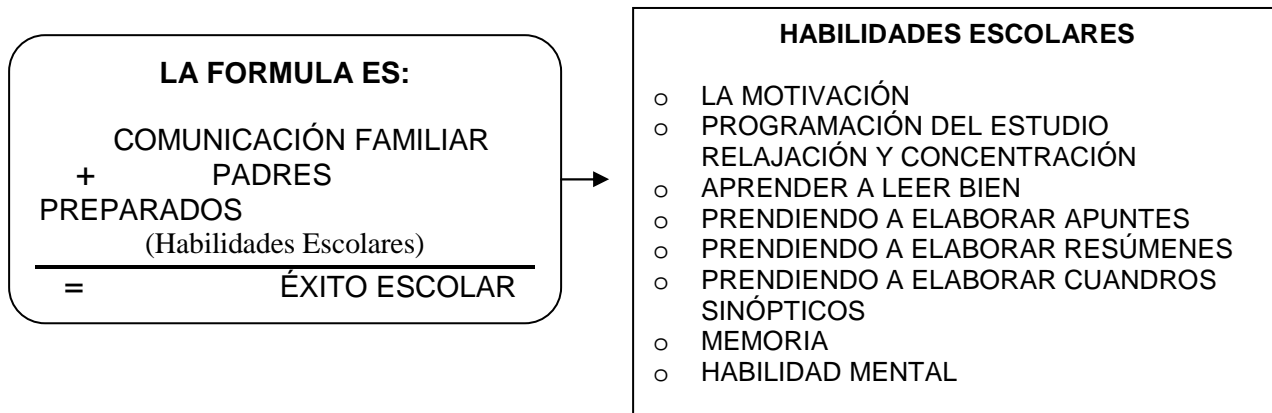 LA FORMULA ES:
COMUNICACIÓN FAMILIAR
+ PADRES
PREPARADOS
(Habilidades Escolares)
= ÉXITO ESCOLAR
HABILIDADES ESCOLARES
o LA MOTIVACIÓN
o PROGRAMACIÓN DEL ESTUDIO
RELAJACIÓN Y CONCENTRACIÓN
o APRENDER A LEER BIEN
o PRENDIENDO A ELABORAR APUNTES
o PRENDIENDO A ELABORAR RESÚMENES
o PRENDIENDO A ELABORAR CUANDROS
SINÓPTICOS
o MEMORIA
o HABILIDAD MENTAL